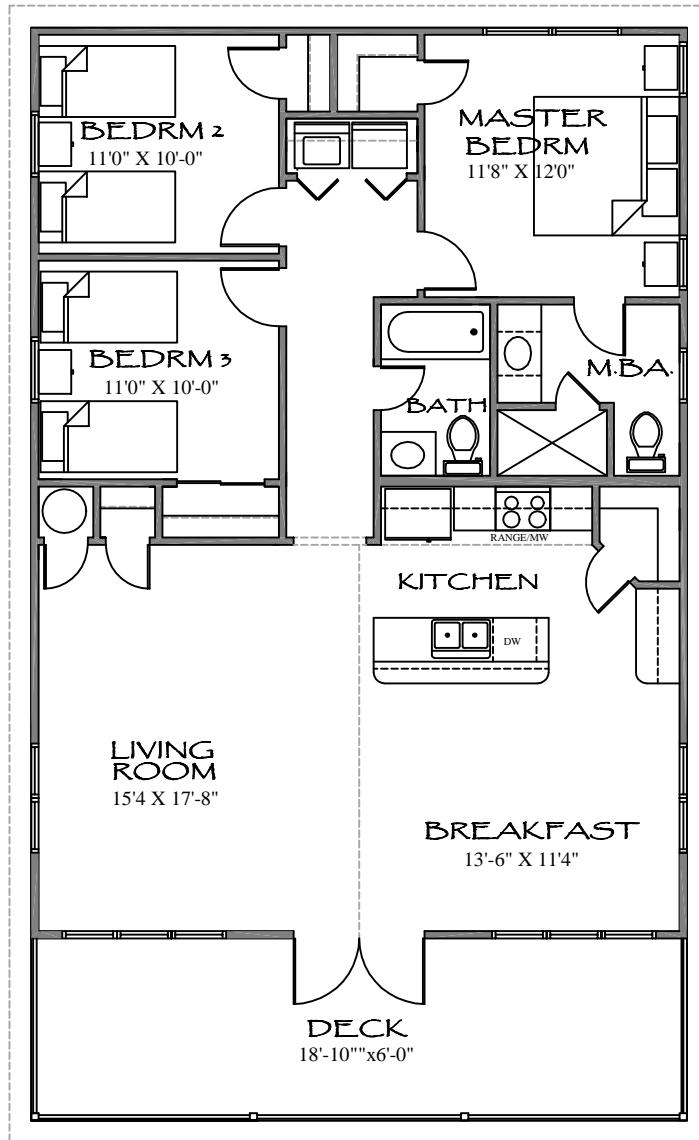 BEDRM 2
11'0" X 10'-0"
MASTER
BEDRM
11'8" X 12'0"
BEDRM 3
11'0" X 10'-0"
M.BA.
BATH
RANGE/MW
KITCHEN
DW
LIVING
ROOM
15'4 X 17'-8"
BREAKFAST
13'-6" X 11'4"
DECK
18'-10""x6'-0"